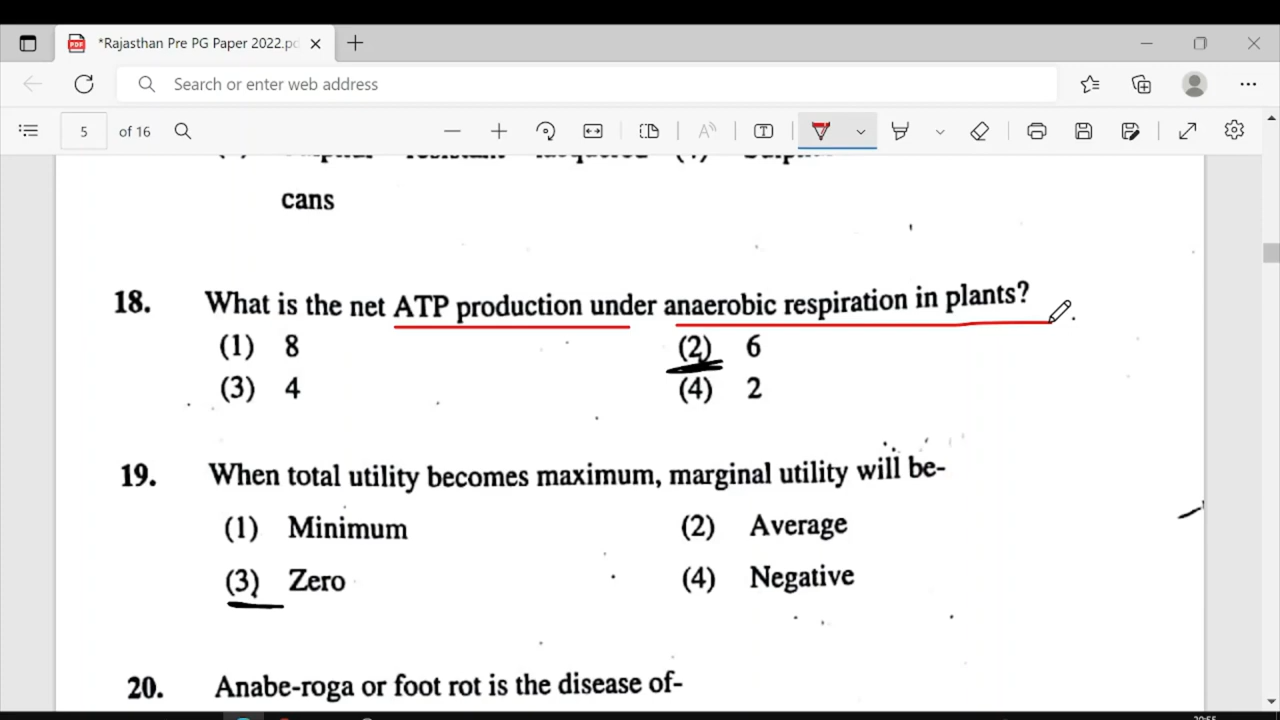 *Rajasthan Pre PG Paper 2022.pd
Search or enter web address
5 of 16
cans
18. What is the net ATP production under anaerobic respiration in plants?
(1) 8 (2) 6
(3) 4 (4) 2
19. When total utility becomes maximum, marginal utility will be-
(1) Minimum (2) Average
(3) Zero (4) Negative
20. Anabe-roga or foot rot is the disease of-